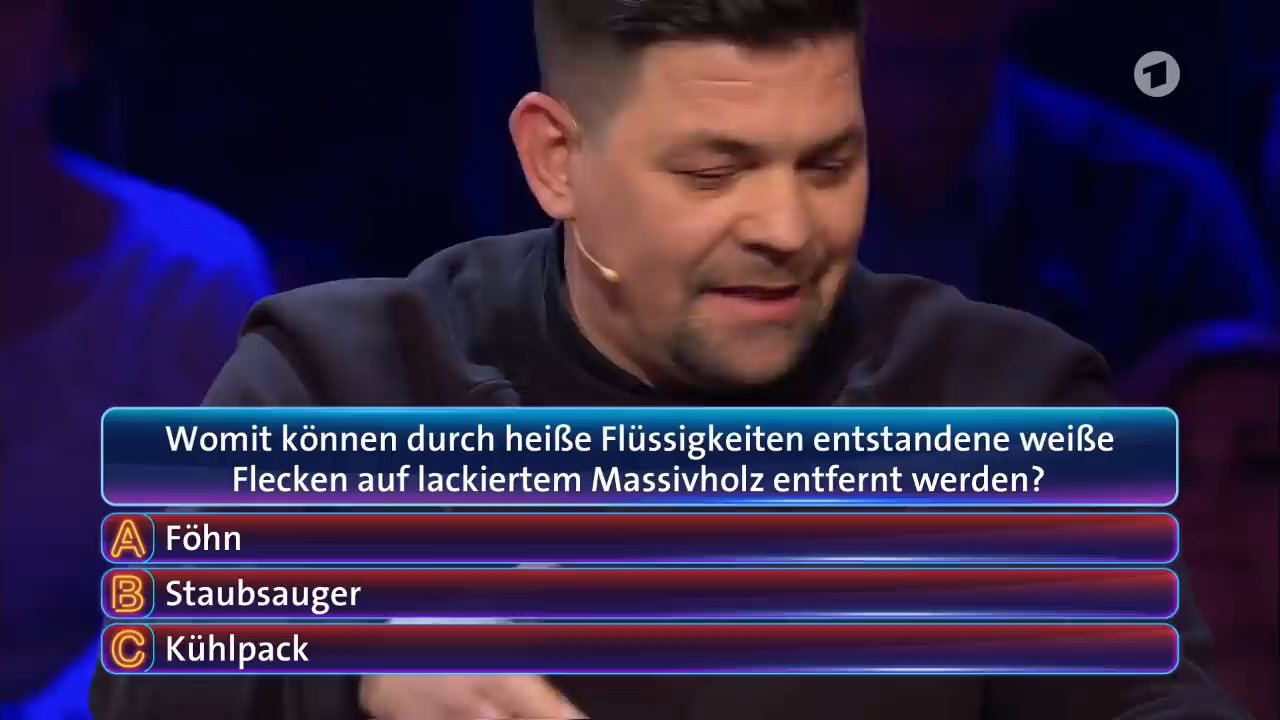 Womit können durch heiße Flüssigkeiten entstandene weiße
Flecken auf lackiertem Massivholz entfernt werden?
A Föhn
B Staubsauger
C Kühlpack